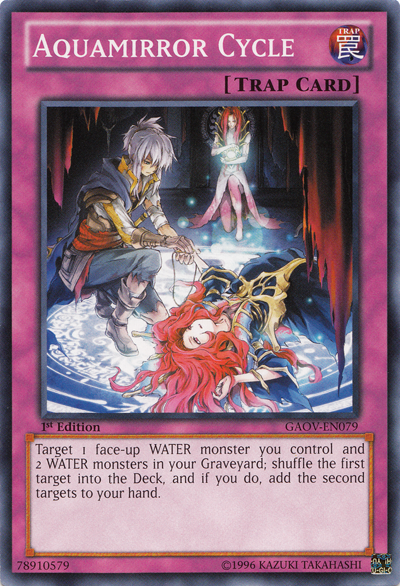 Aquamirror Cycle
TRAP
罠
[Trap Card]
1st Edition
GAOV-EN079
Target 1 face-up WATER monster you control and
2 WATER monsters in your Graveyard; shuffle the first
target into the Deck, and if you do, add the second
targets to your hand.
78910579
©1996 KAZUKI TAKAHASHI